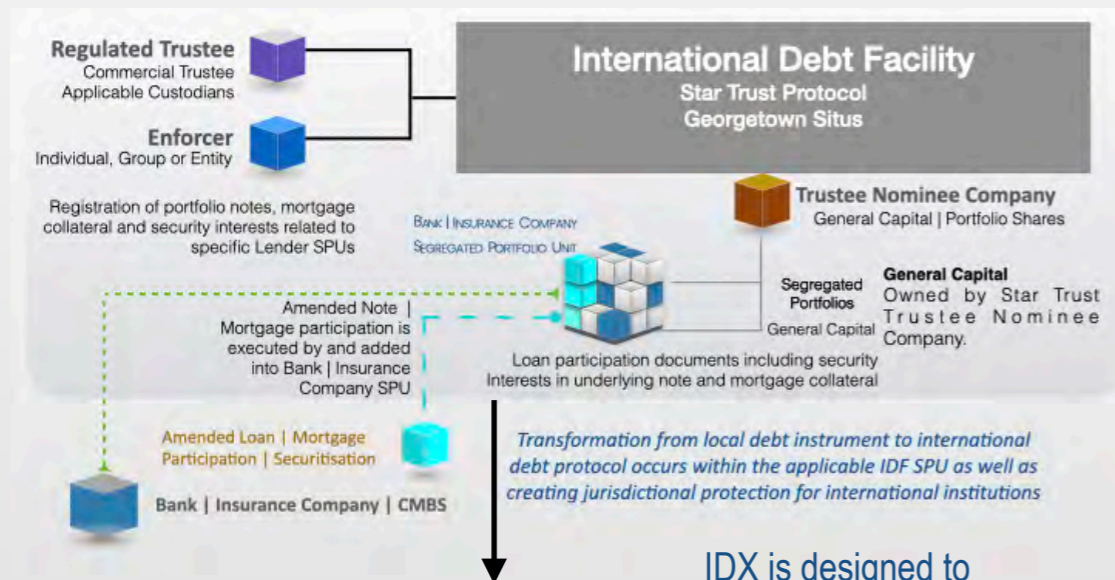 Regulated Trustee
Commercial Trustee
Applicable Custodians
Enforcer
Individual, Group or Entity
International Debt Facility
Star Trust Protocol
Georgetown Situs
Registration of portfolio notes, mortgage
collateral and security interests related to
specific Lender SPUs
BANK | INSURANCE COMPANY
SEGREGATED PORTFOLIO UNIT
Trustee Nominee Company
General Capital | Portfolio Shares
Segregated
Portfolios
General Capital
General Capital
Owned by Star Trust
Trustee Nominee
Company.
Amended Note |
Mortgage participation is
executed by and added
into Bank | Insurance
Company SPU
Loan participation documents including security
Interests in underlying note and mortgage collateral
Amended Loan | Mortgage
Participation | Securitisation
Bank | Insurance Company | CMBS
Transformation from local debt instrument to international
debt protocol occurs within the applicable IDF SPU as well as
creating jurisdictional protection for international institutions
IDX is designed to